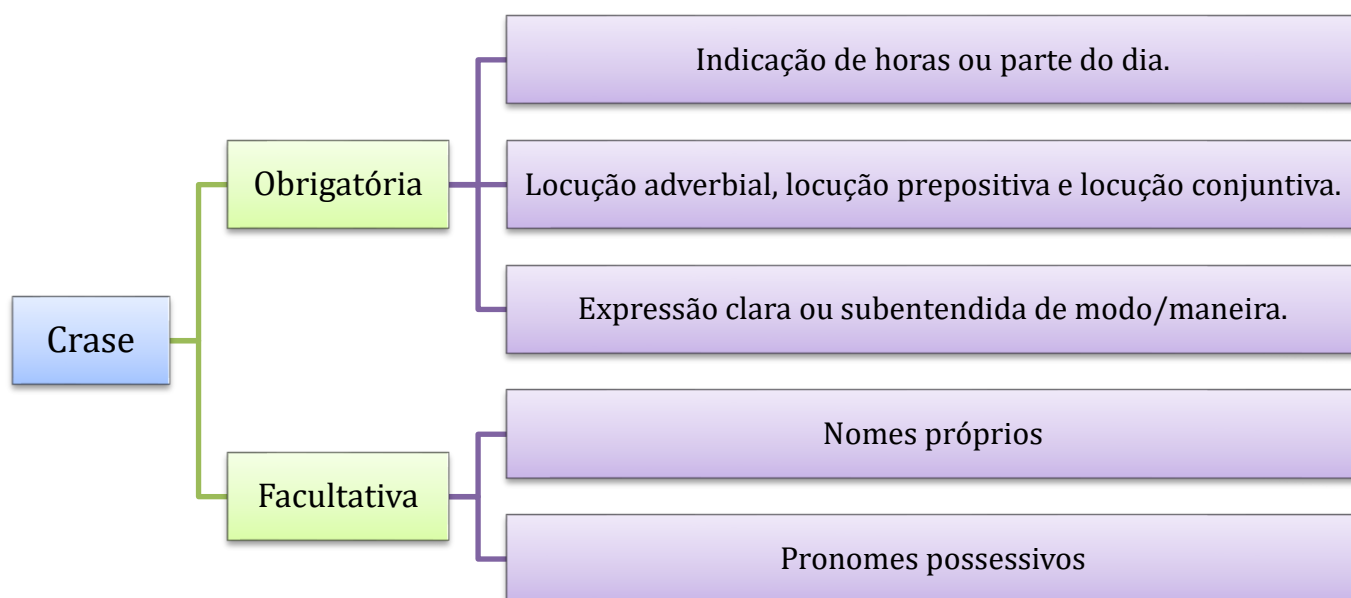 Crase
Obrigatória
Indicação de horas ou parte do dia.
Locução adverbial, locução prepositiva e locução conjuntiva.
Expressão clara ou subentendida de modo/maneira.
Facultativa
Nomes próprios
Pronomes possessivos